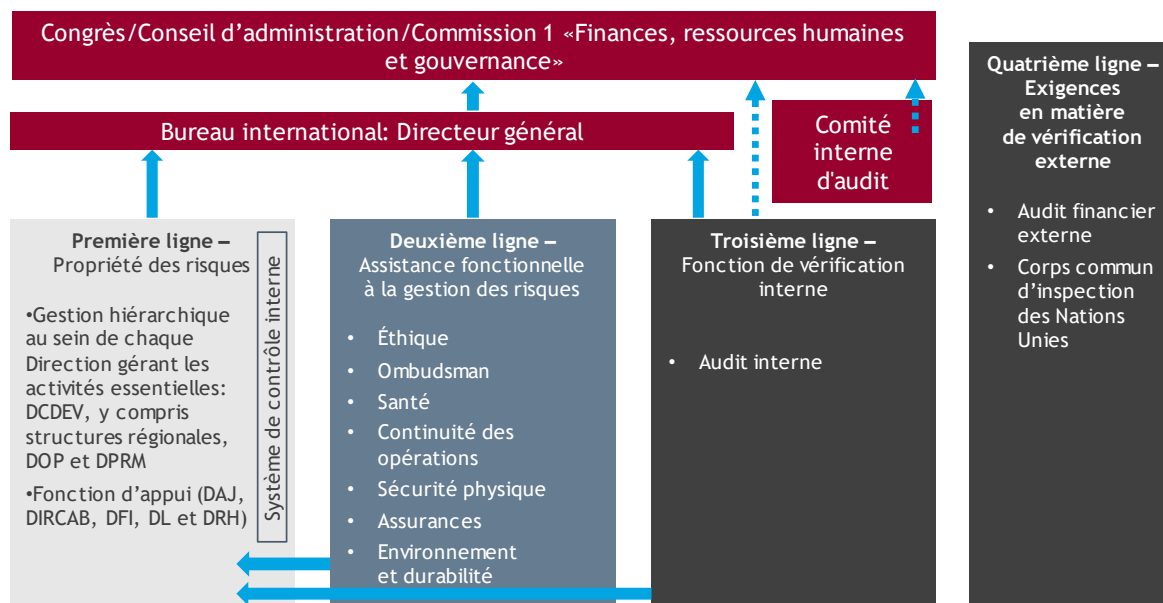 Congrès/Conseil d’administration/Commission 1 «Finances, ressources humaines
et gouvernance»
Bureau international: Directeur général
Comité
interne
d'audit
Première ligne –
Propriété des risques
•Gestion hiérarchique
au sein de chaque
Direction gérant les
activités essentielles:
DCDEV, y compris
structures régionales,
DOP et DPRM
•Fonction d’appui (DAJ,
DIRCAB, DFI, DL et DRH)
Système de contrôle interne
Deuxième ligne –
Assistance fonctionnelle
à la gestion des risques
• Éthique
• Ombudsman
• Santé
• Continuité des
opérations
• Sécurité physique
• Assurances
• Environnement
et durabilité
Troisième ligne –
Fonction de vérification
interne
• Audit interne
Quatrième ligne –
Exigences
en matière
de vérification
externe
• Audit financier
externe
• Corps commun
d’inspection
des Nations
Unies